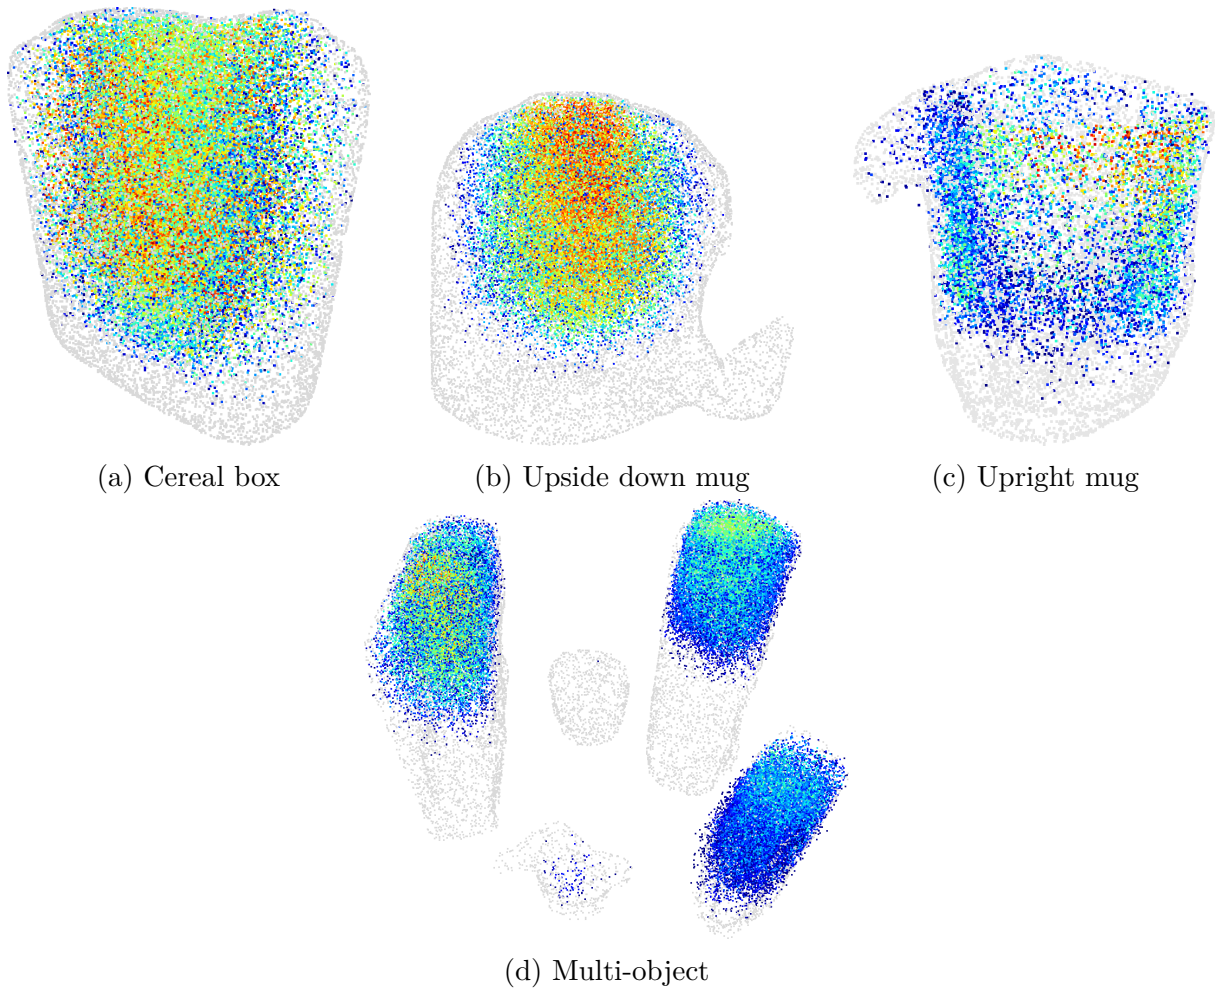 (a) Cereal box
(b) Upside down mug
(c) Upright mug
(d) Multi-object